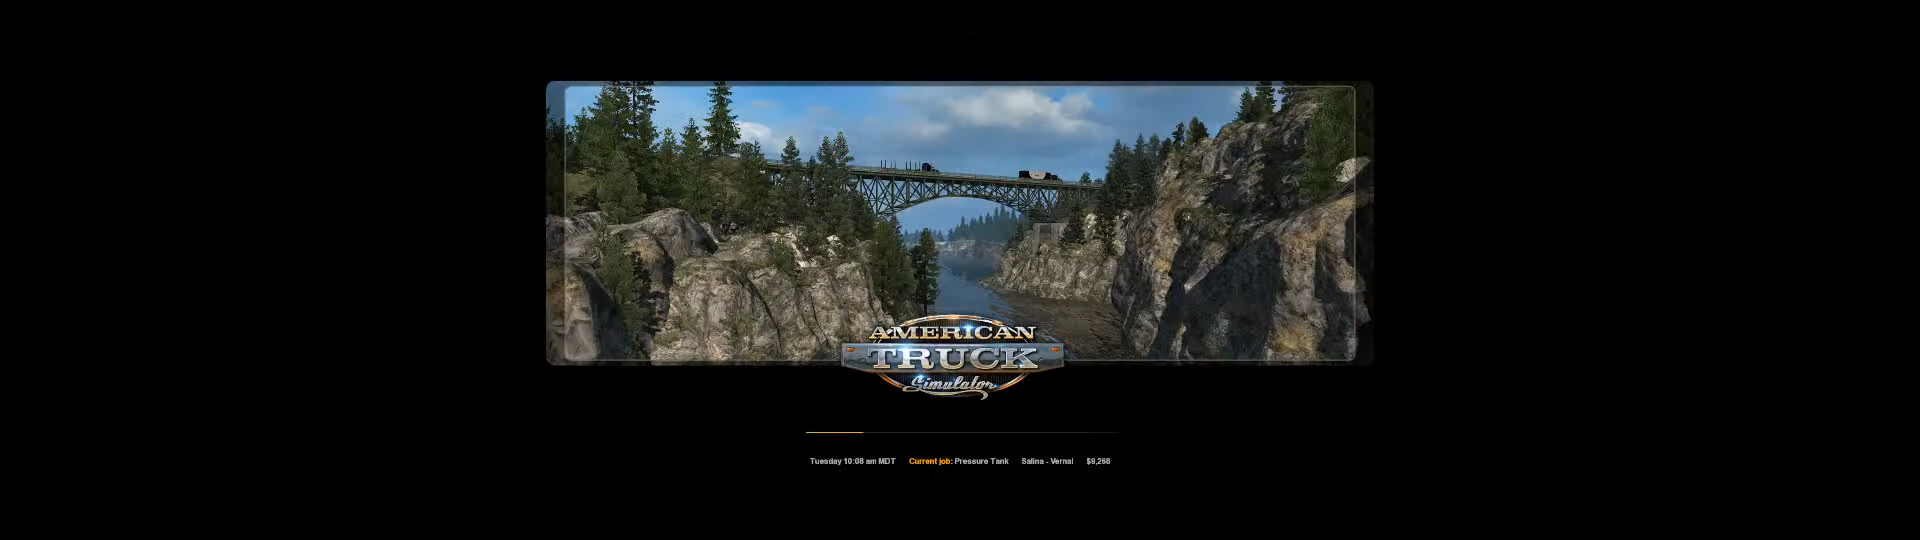 AMERICAN
TRUCK
Simulator
Tuesday 10:08 am MDT Current job: Pressure Tank Salina - Vernal $9,268